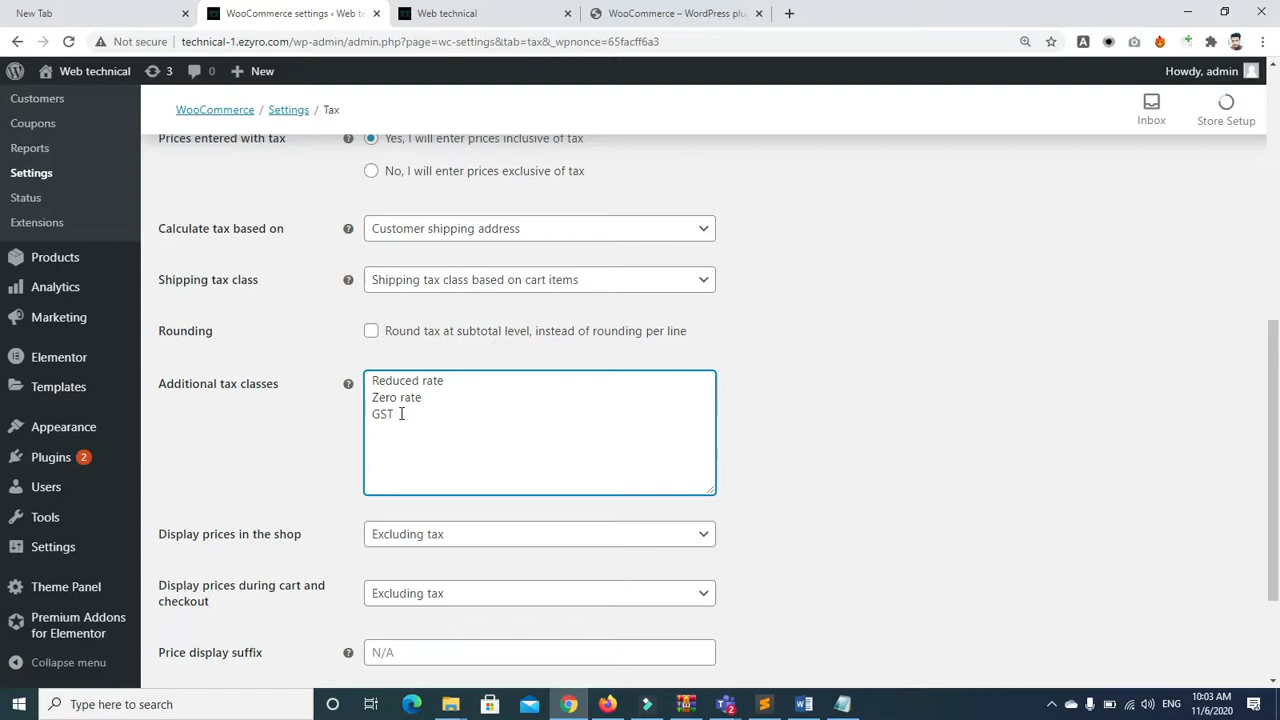 New Tab
WooCommerce settings ‹ Web te
Web technical
WooCommerce – WordPress plu
Not secure
technical-1.ezyro.com/wp-admin/admin.php?page=wc-settings&tab=tax&_wpnonce=65facff6a3
Web technical
3
0
New
Howdy, admin
Customers
Coupons
Reports
Settings
Status
Extensions
Products
Analytics
Marketing
Elementor
Templates
Appearance
Plugins 2
Users
Tools
Settings
Theme Panel
Premium Addons
for Elementor
Collapse menu
WooCommerce / Settings / Tax
Inbox
Store Setup
Prices entered with tax
Yes, I will enter prices inclusive of tax
No, I will enter prices exclusive of tax
Calculate tax based on
Customer shipping address
Shipping tax class
Shipping tax class based on cart items
Rounding
Round tax at subtotal level, instead of rounding per line
Additional tax classes
Reduced rate
Zero rate
GST
Display prices in the shop
Excluding tax
Display prices during cart and
checkout
Excluding tax
Price display suffix
N/A
Type here to search
10:03 AM
11/6/2020